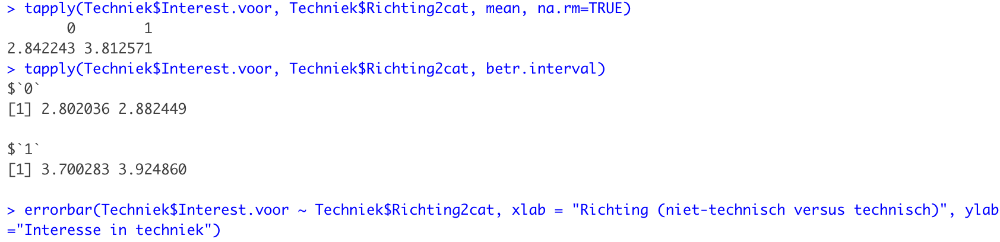 > tapply(Techniek$Interest.voor, Techniek$Richting2cat, mean, na.rm=TRUE)
       0        1
2.842243 3.812571
> tapply(Techniek$Interest.voor, Techniek$Richting2cat, betr.interval)
$`0`
[1] 2.802036 2.882449
$`1`
[1] 3.700283 3.924860
> errorbar(Techniek$Interest.voor ~ Techniek$Richting2cat, xlab = "Richting (niet-technisch versus technisch)", ylab
="Interesse in techniek")